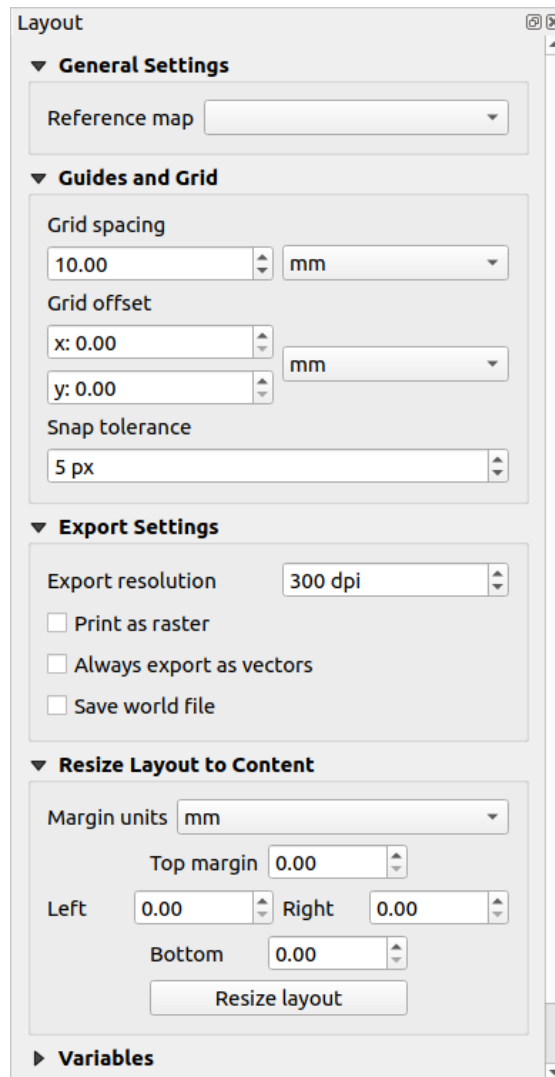 Layout
General Settings
Reference map
Guides and Grid
Grid spacing
10.00 mm
Grid offset
x: 0.00
mm
y: 0.00
Snap tolerance
5 px
Export Settings
Export resolution 300 dpi
Print as raster
Always export as vectors
Save world file
Resize Layout to Content
Margin units mm
Top margin 0.00
Left 0.00 Right 0.00
Bottom 0.00
Resize layout
Variables